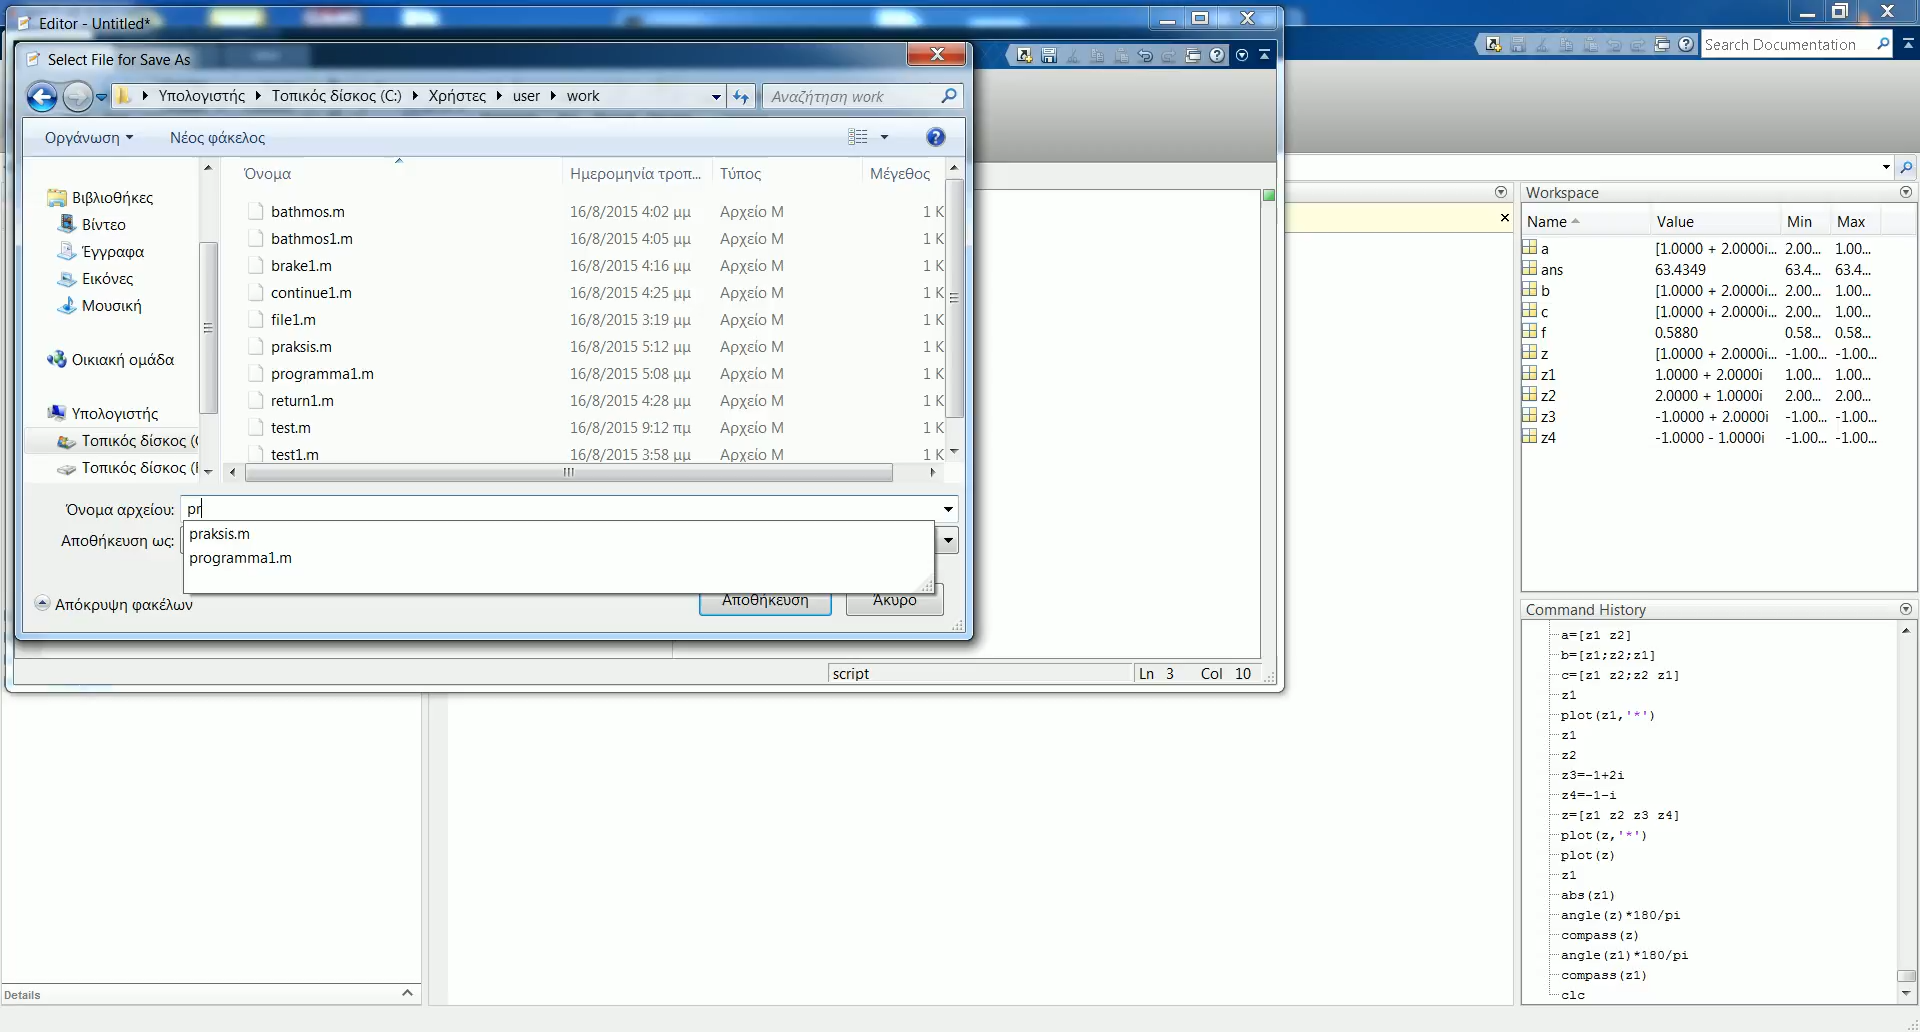 Editor - Untitled*
Select File for Save As
Search Documentation
Υπολογιστής Τοπικός δίσκος (C:) Χρήστες user work
Αναζήτηση work
Οργάνωση Νέος φάκελος
Όνομα Ημερομηνία τροπ... Τύπος Μέγεθος
Βιβλιοθήκες
Βίντεο
Έγγραφα
Εικόνες
Μουσική
Οικιακή ομάδα
Υπολογιστής
Τοπικός δίσκος (
Τοπικός δίσκος (
bathmos.m 16/8/2015 4:02 μμ Αρχείο M 1 K
bathmos1.m 16/8/2015 4:05 μμ Αρχείο M 1 K
brake1.m 16/8/2015 4:16 μμ Αρχείο M 1 K
continue1.m 16/8/2015 4:25 μμ Αρχείο M 1 K
file1.m 16/8/2015 3:19 μμ Αρχείο M 1 K
praksis.m 16/8/2015 5:12 μμ Αρχείο M 1 K
programma1.m 16/8/2015 5:08 μμ Αρχείο M 1 K
return1.m 16/8/2015 4:28 μμ Αρχείο M 1 K
test.m 16/8/2015 9:12 πμ Αρχείο M 1 K
test1.m 16/8/2015 3:58 μμ Αρχείο M 1 K
Όνομα αρχείου: pr
praksis.m
programma1.m
Αποθήκευση ως:
Απόκρυψη φακέλων
Αποθήκευση Άκυρο
script Ln 3 Col 10
Details
Workspace
Name Value Min Max
a [1.0000 + 2.0000i... 2.00... 1.00...
ans 63.4349 63.4... 63.4...
b [1.0000 + 2.0000i... 2.00... 1.00...
c [1.0000 + 2.0000i... 2.00... 1.00...
f 0.5880 0.58... 0.58...
z [1.0000 + 2.0000i... -1.00... -1.00...
z1 1.0000 + 2.0000i 1.00... 1.00...
z2 2.0000 + 1.0000i 2.00... 2.00...
z3 -1.0000 + 2.0000i -1.00... -1.00...
z4 -1.0000 - 1.0000i -1.00... -1.00...
Command History
a=[z1 z2]
b=[z1;z2;z1]
c=[z1 z2;z2 z1]
z1
plot(z1,'*')
z1
z2
z3=-1+2i
z4=-1-i
z=[z1 z2 z3 z4]
plot(z,'*')
plot(z)
z1
abs(z1)
angle(z)*180/pi
compass(z)
angle(z1)*180/pi
compass(z1)
clc